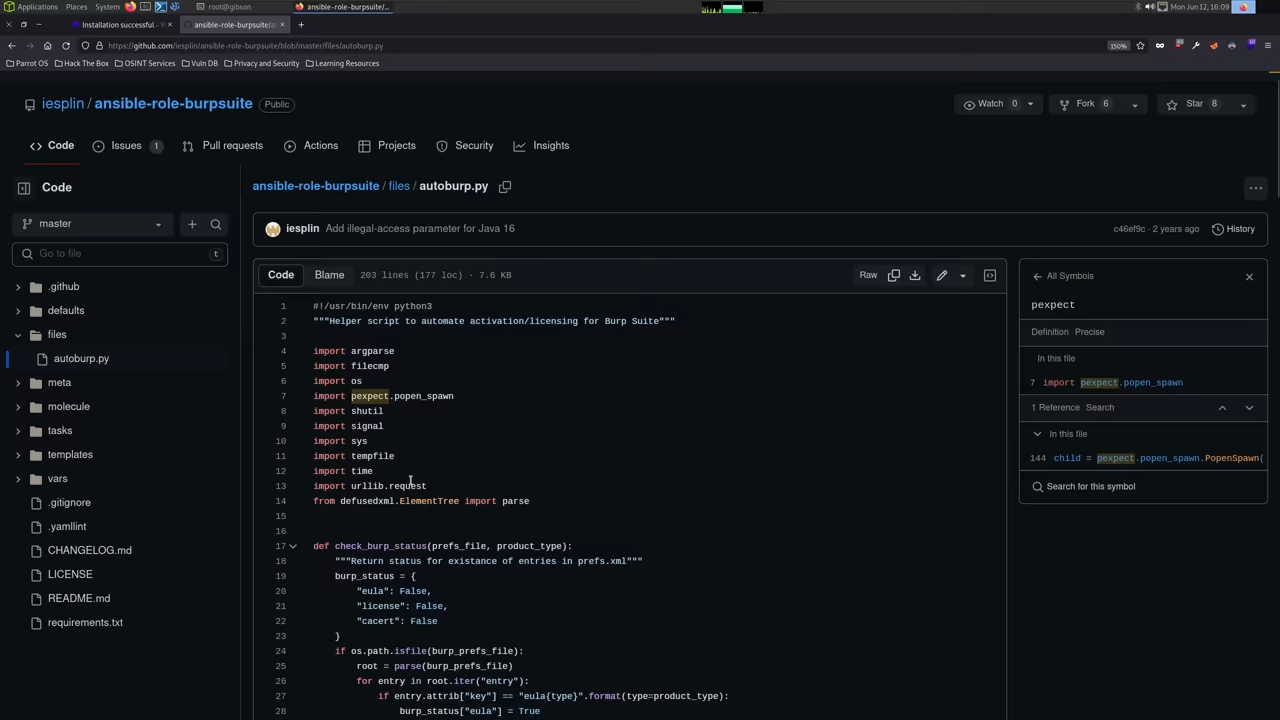 Applications Places System root@gibson ansible-role-burpsuite/... Mon Jun 12, 16:09
Installation successful - ansible-role-burpsuite/a
https://github.com/iesplin/ansible-role-burpsuite/blob/master/files/autoburp.py 150%
Parrot OS Hack The Box OSINT Services Vuln DB Privacy and Security Learning Resources
iesplin / ansible-role-burpsuite Public Watch 0 Fork 6 Star 8
Code Issues 1 Pull requests Actions Projects Security Insights
Code
master
Go to file t
.github
defaults
files
autoburp.py
meta
molecule
tasks
templates
vars
.gitignore
.yamllint
CHANGELOG.md
LICENSE
README.md
requirements.txt
ansible-role-burpsuite / files / autoburp.py
iesplin Add illegal-access parameter for Java 16 c46ef9c · 2 years ago History
Code Blame 203 lines (177 loc) · 7.6 KB Raw
1 #!/usr/bin/env python3
2 """Helper script to automate activation/licensing for Burp Suite"""
3
4 import argparse
5 import filecmp
6 import os
7 import pexpect.popen_spawn
8 import shutil
9 import signal
10 import sys
11 import tempfile
12 import time
13 import urllib.request
14 from defusedxml.ElementTree import parse
15
16
17 def check_burp_status(prefs_file, product_type):
18 """Return status for existance of entries in prefs.xml"""
19 burp_status = {
20 "eula": False,
21 "license": False,
22 "cacert": False
23 }
24 if os.path.isfile(burp_prefs_file):
25 root = parse(burp_prefs_file)
26 for entry in root.iter("entry"):
27 if entry.attrib["key"] == "eula{type}".format(type=product_type):
28 burp_status["eula"] = True
All Symbols
pexpect
Definition Precise
In this file
7 import pexpect.popen_spawn
1 Reference Search
In this file
144 child = pexpect.popen_spawn.PopenSpawn(
Search for this symbol